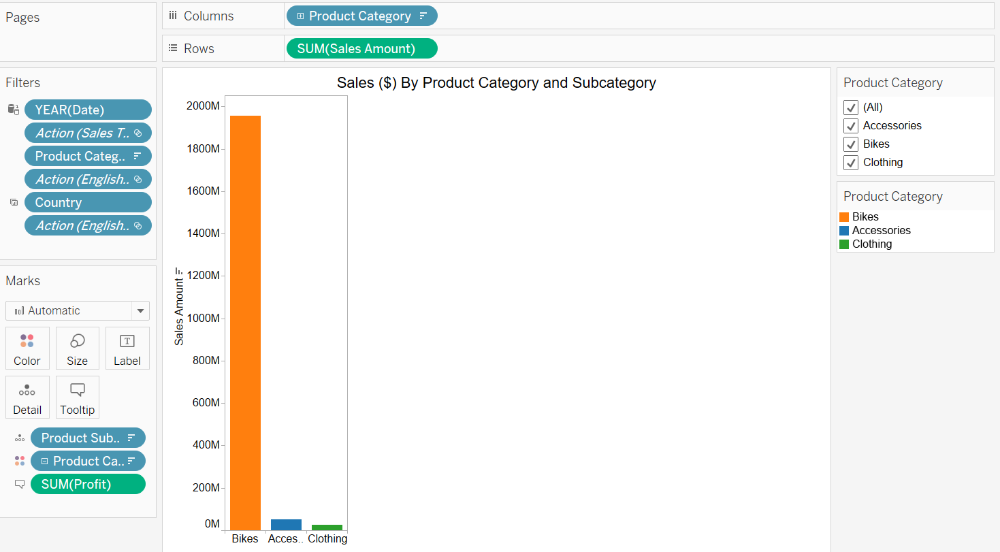 Pages
Columns
Product Category
Rows
SUM(Sales Amount)
Filters
YEAR(Date)
Action (Sales T..
Product Categ..
Action (English..
Country
Action (English..
Marks
Automatic
Color
Size
T
Label
Detail
Tooltip
Product Sub..
Product Ca..
SUM(Profit)
Sales ($) By Product Category and Subcategory
Sales Amount
2000M
1800M
1600M
1400M
1200M
1000M
800M
600M
400M
200M
0M
Bikes
Acces..
Clothing
Product Category
(All)
Accessories
Bikes
Clothing
Product Category
Bikes
Accessories
Clothing